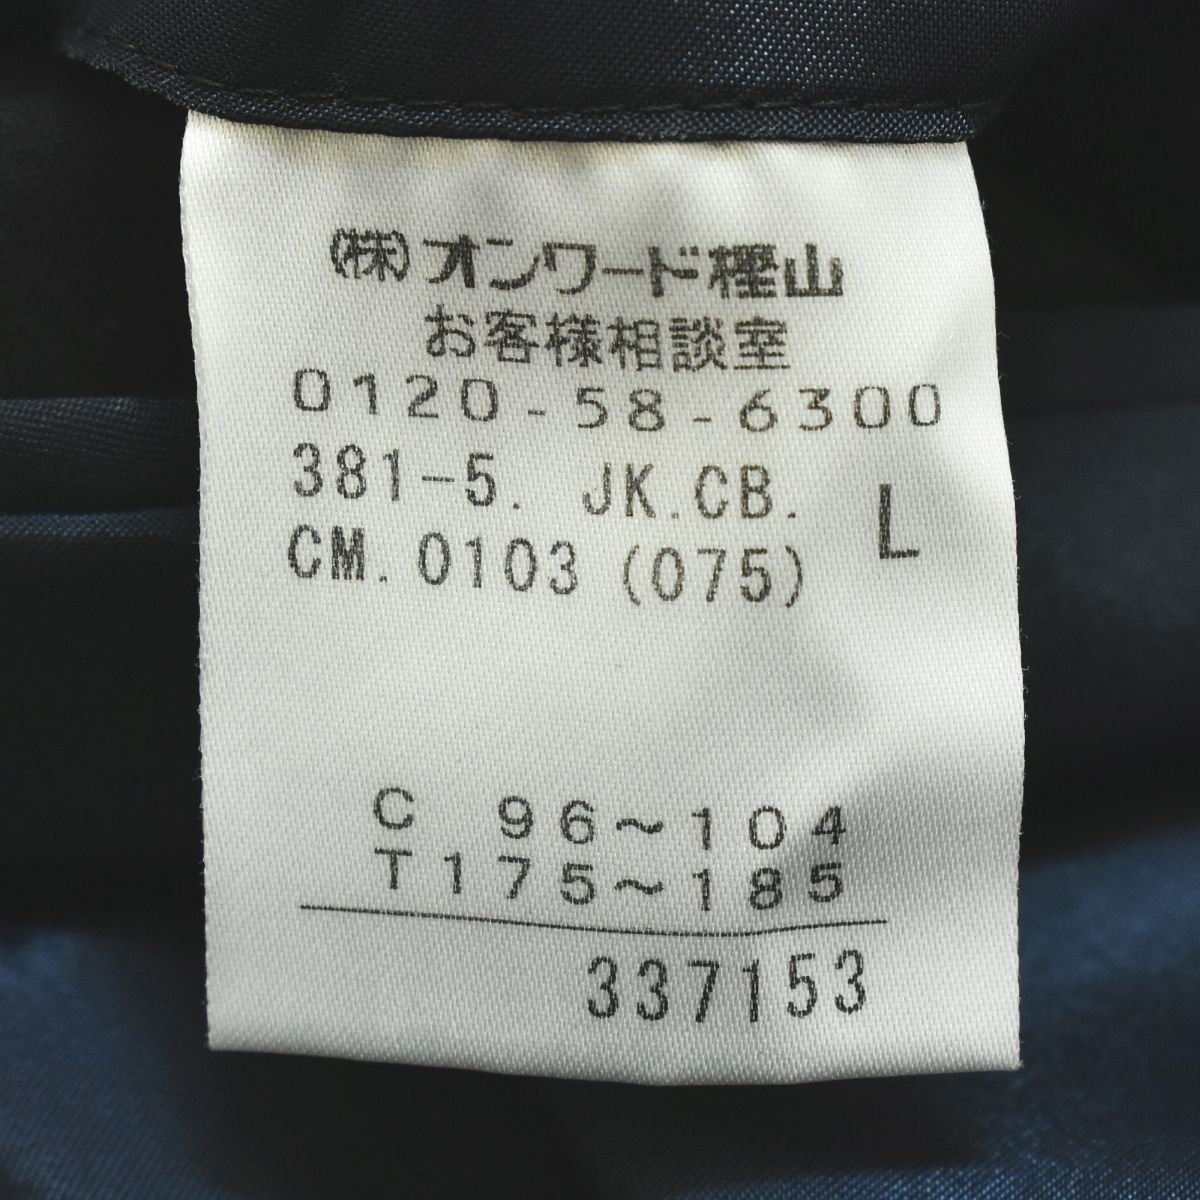 (株)オンワード樫山
お客様相談室
0120-58-6300
381-5. JK.CB. L
CM.0103 (075)
C 96~104
T175~185
337153